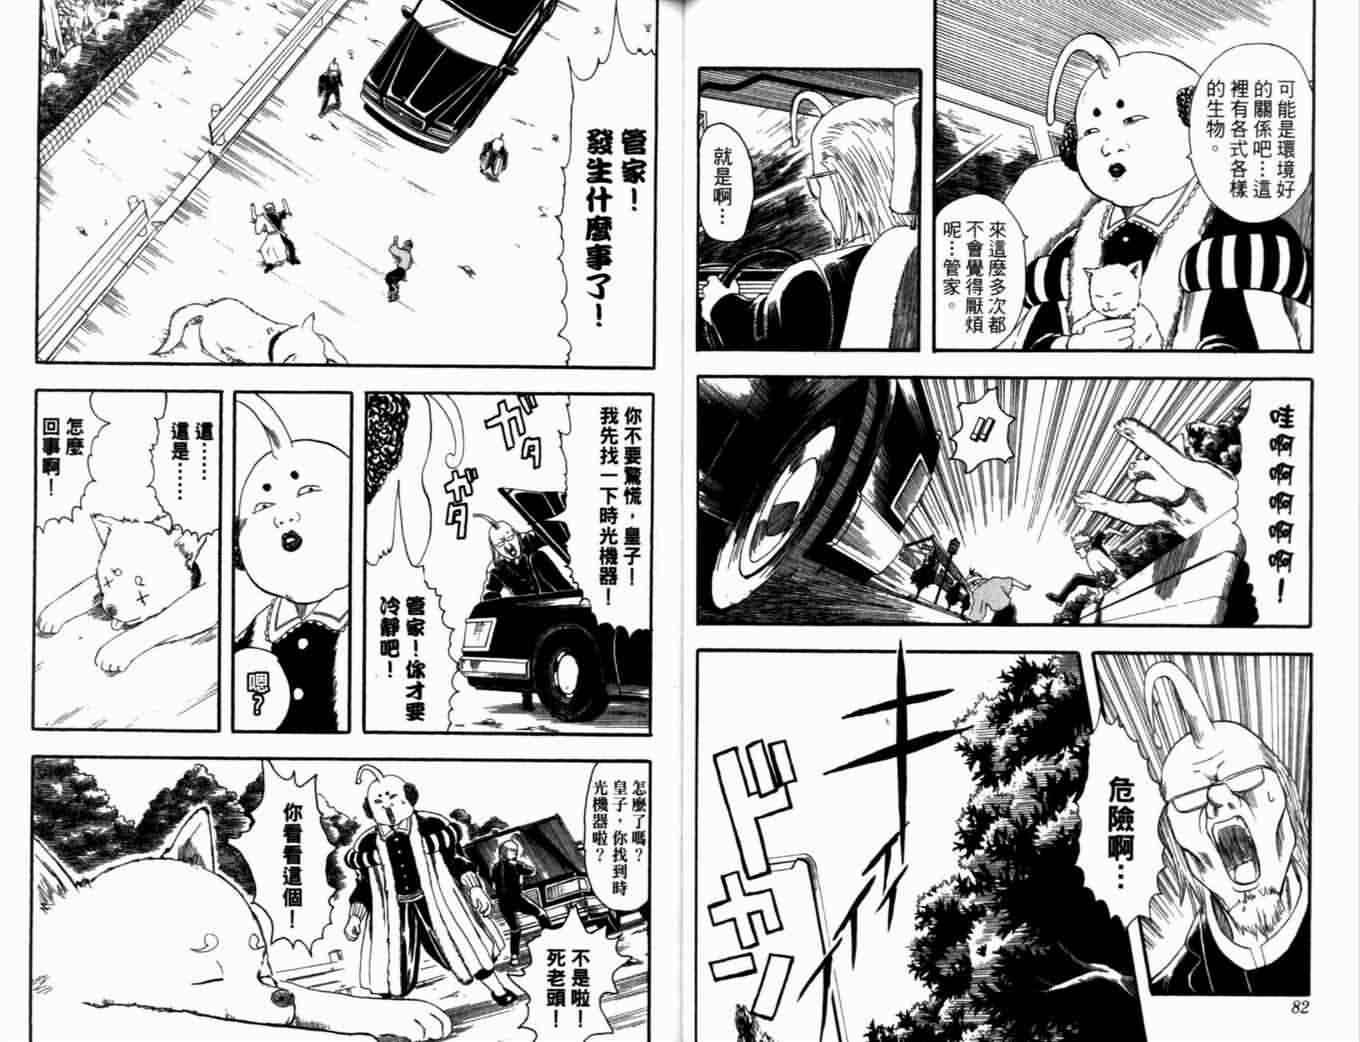 可能是環境好
的關係吧…這
裡有各式各樣
的生物。
來這麼多次都
不會覺得厭煩
呢…管家。
就是啊…
哇啊啊啊啊啊！
!!
危險啊…
ドガキャン
82
管家！
發生什麼事了！
你不要驚慌，皇子！
我先找一下時光機器！
ガタ
ガタ
管家！你才要
冷靜吧！
嗯？
這……
這是……
怎麼
回事啊！
怎麼了嗎？
皇子，你找到時
光機器啦？
你看看這個！
不是啦！
死老頭！